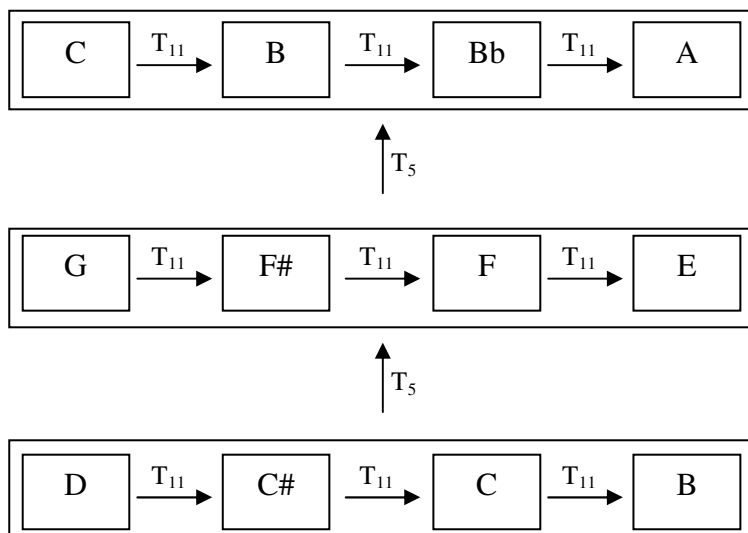 C T₁₁ B T₁₁ Bb T₁₁ A
T₅
G T₁₁ F# T₁₁ F T₁₁ E
T₅
D T₁₁ C# T₁₁ C T₁₁ B